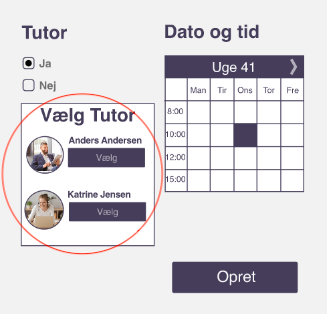 Tutor
Ja
Nej
Vælg Tutor
Anders Andersen
Vælg
Katrine Jensen
Vælg
Dato og tid
Uge 41
Man Tir Ons Tor Fre
8:00
10:00
12:00
15:00
Opret